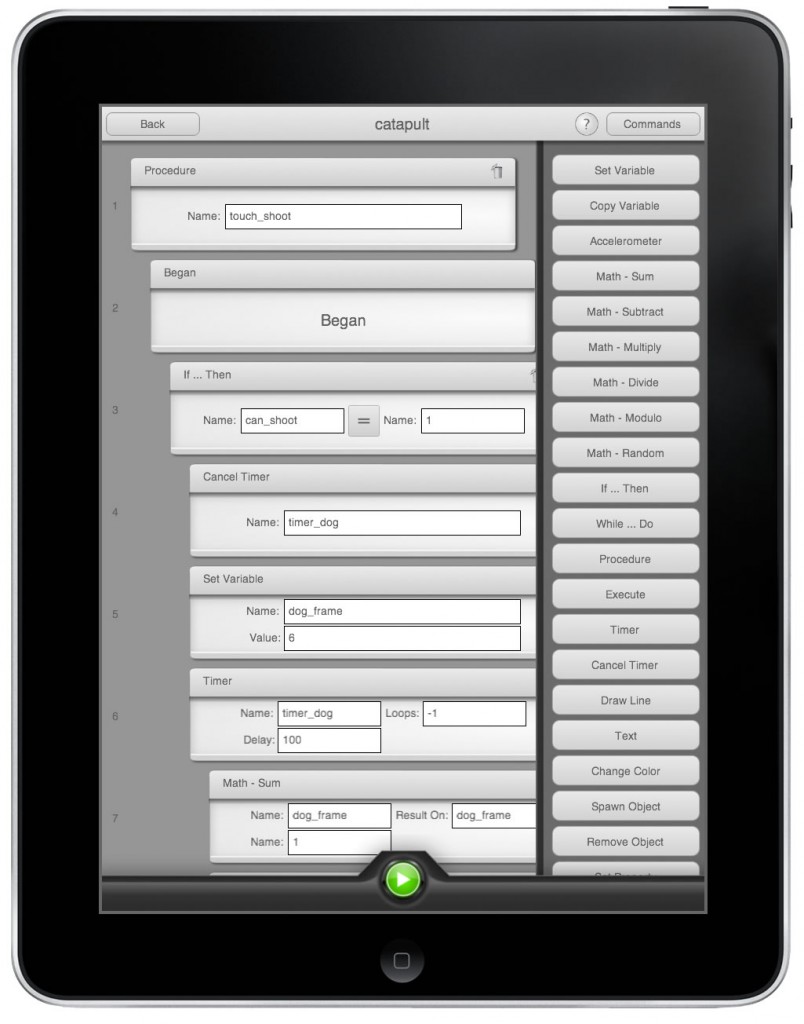 Back
catapult
?
Commands
Procedure
1
Name: touch_shoot
Began
2
Began
If ... Then
3
Name: can_shoot = Name: 1
Cancel Timer
4
Name: timer_dog
Set Variable
5
Name: dog_frame
Value: 6
Timer
6
Name: timer_dog Loops: -1
Delay: 100
Math - Sum
7
Name: dog_frame Result On: dog_frame
Name: 1
Set Variable
Copy Variable
Accelerometer
Math - Sum
Math - Subtract
Math - Multiply
Math - Divide
Math - Modulo
Math - Random
If ... Then
While ... Do
Procedure
Execute
Timer
Cancel Timer
Draw Line
Text
Change Color
Spawn Object
Remove Object